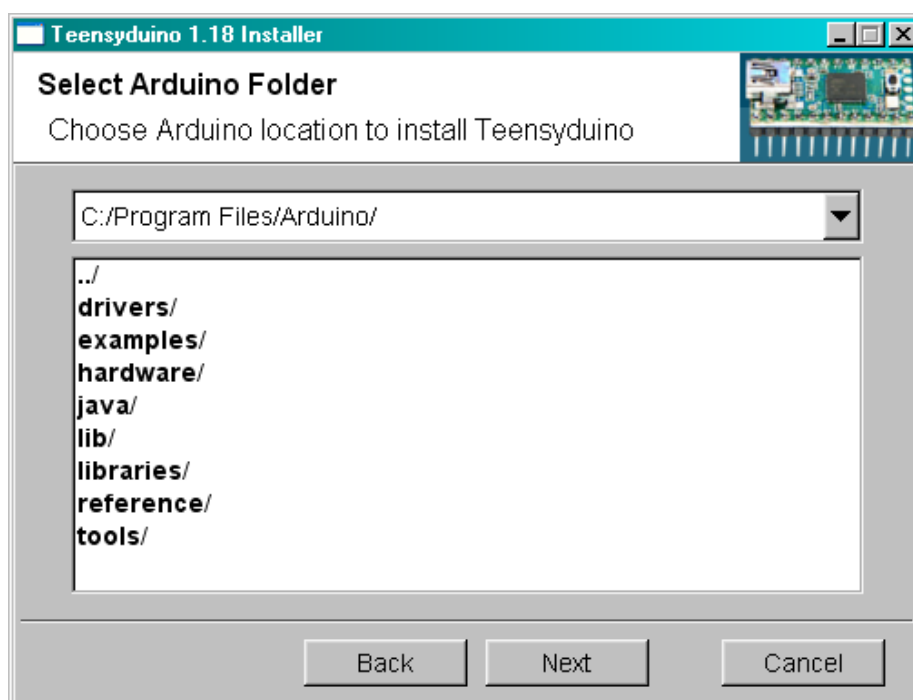 Teensyduino 1.18 Installer
Select Arduino Folder
Choose Arduino location to install Teensyduino
C:/Program Files/Arduino/
../
drivers/
examples/
hardware/
java/
lib/
libraries/
reference/
tools/
Back Next Cancel